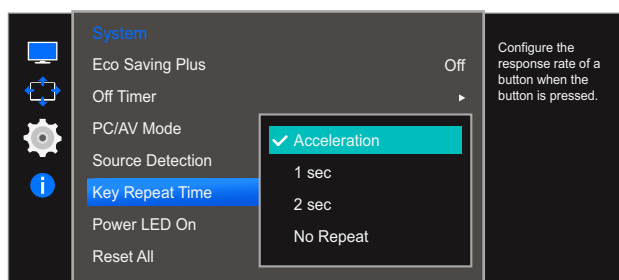 System
Eco Saving Plus Off
Off Timer
PC/AV Mode
Source Detection
Key Repeat Time
Power LED On
Reset All
Acceleration
1 sec
2 sec
No Repeat
Configure the
response rate of a
button when the
button is pressed.